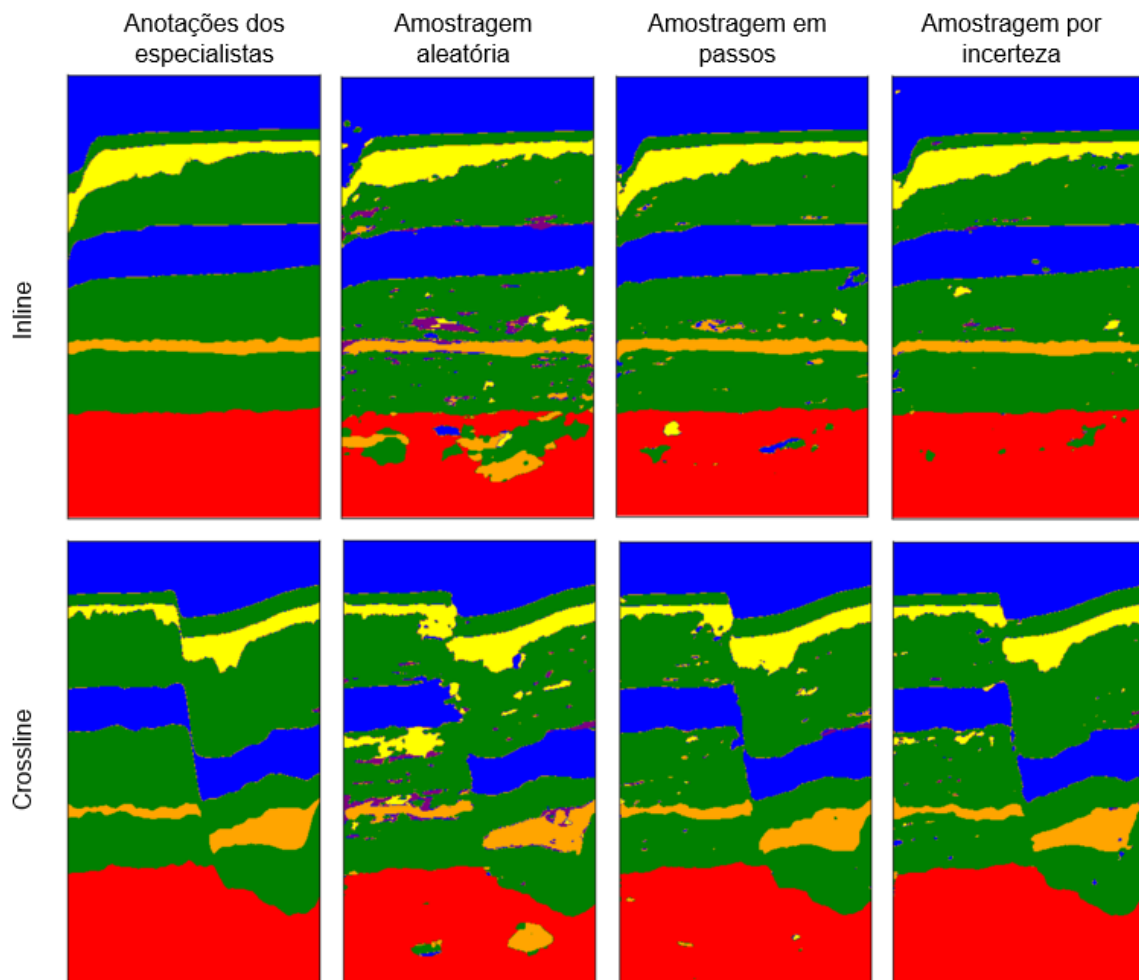 Anotações dos
especialistas
Amostragem
aleatória
Amostragem em
passos
Amostragem por
incerteza
Inline
Crossline